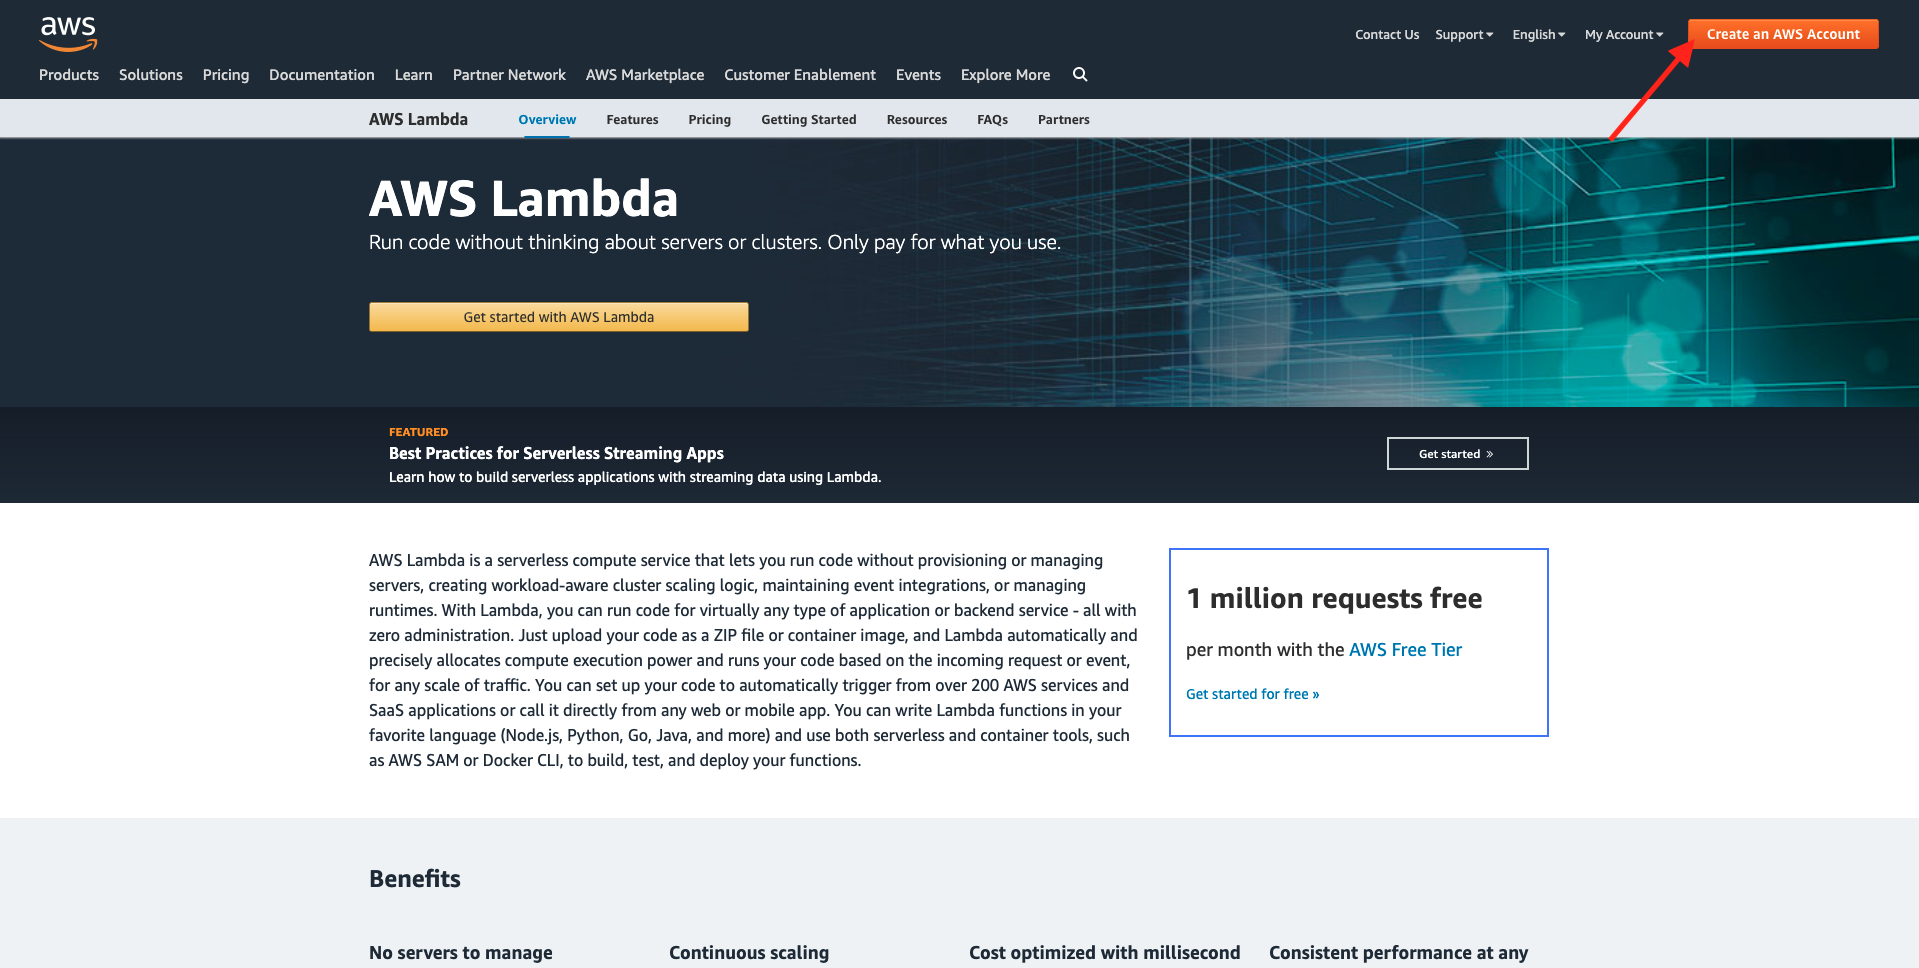 aws
Contact Us Support English My Account Create an AWS Account
Products Solutions Pricing Documentation Learn Partner Network AWS Marketplace Customer Enablement Events Explore More
AWS Lambda Overview Features Pricing Getting Started Resources FAQs Partners
AWS Lambda
Run code without thinking about servers or clusters. Only pay for what you use.
Get started with AWS Lambda
FEATURED
Best Practices for Serverless Streaming Apps
Learn how to build serverless applications with streaming data using Lambda.
Get started »
AWS Lambda is a serverless compute service that lets you run code without provisioning or managing
servers, creating workload-aware cluster scaling logic, maintaining event integrations, or managing
runtimes. With Lambda, you can run code for virtually any type of application or backend service - all with
zero administration. Just upload your code as a ZIP file or container image, and Lambda automatically and
precisely allocates compute execution power and runs your code based on the incoming request or event,
for any scale of traffic. You can set up your code to automatically trigger from over 200 AWS services and
SaaS applications or call it directly from any web or mobile app. You can write Lambda functions in your
favorite language (Node.js, Python, Go, Java, and more) and use both serverless and container tools, such
as AWS SAM or Docker CLI, to build, test, and deploy your functions.
1 million requests free
per month with the AWS Free Tier
Get started for free »
Benefits
No servers to manage
Continuous scaling
Cost optimized with millisecond
Consistent performance at any